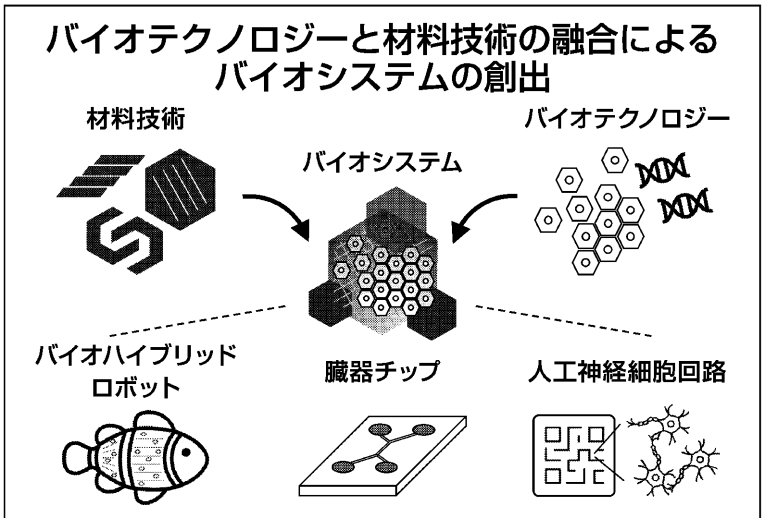 バイオテクノロジーと材料技術の融合による
バイオシステムの創出
材料技術
バイオシステム
バイオテクノロジー
バイオハイブリッド
ロボット
臓器チップ
人工神経細胞回路